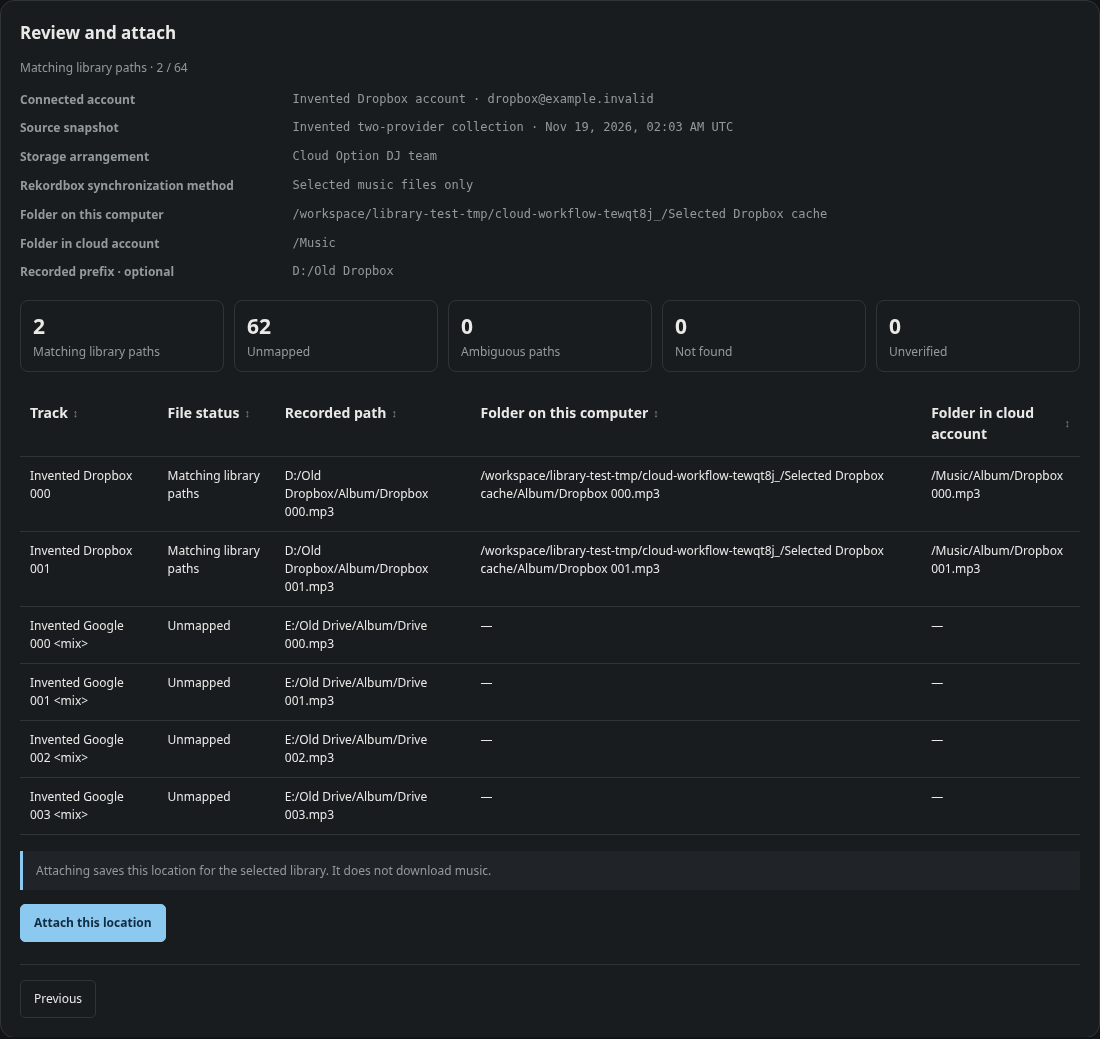 Review and attach
Matching library paths · 2 / 64
Connected account Invented Dropbox account · dropbox@example.invalid
Source snapshot Invented two-provider collection · Nov 19, 2026, 02:03 AM UTC
Storage arrangement Cloud Option DJ team
Rekordbox synchronization method Selected music files only
Folder on this computer /workspace/library-test-tmp/cloud-workflow-tewqt8j_/Selected Dropbox cache
Folder in cloud account /Music
Recorded prefix · optional D:/Old Dropbox
2
Matching library paths
62
Unmapped
0
Ambiguous paths
0
Not found
0
Unverified
Track ↕ File status ↕ Recorded path ↕ Folder on this computer ↕ Folder in cloud
account ↕
Invented Dropbox
000
Matching library
paths
D:/Old
Dropbox/Album/Dropbox
000.mp3
/workspace/library-test-tmp/cloud-workflow-tewqt8j_/Selected Dropbox
cache/Album/Dropbox 000.mp3
/Music/Album/Dropbox
000.mp3
Invented Dropbox
001
Matching library
paths
D:/Old
Dropbox/Album/Dropbox
001.mp3
/workspace/library-test-tmp/cloud-workflow-tewqt8j_/Selected Dropbox
cache/Album/Dropbox 001.mp3
/Music/Album/Dropbox
001.mp3
Invented Google
000 <mix>
Unmapped
E:/Old Drive/Album/Drive
000.mp3
—
—
Invented Google
001 <mix>
Unmapped
E:/Old Drive/Album/Drive
001.mp3
—
—
Invented Google
002 <mix>
Unmapped
E:/Old Drive/Album/Drive
002.mp3
—
—
Invented Google
003 <mix>
Unmapped
E:/Old Drive/Album/Drive
003.mp3
—
—
Attaching saves this location for the selected library. It does not download music.
Attach this location
Previous